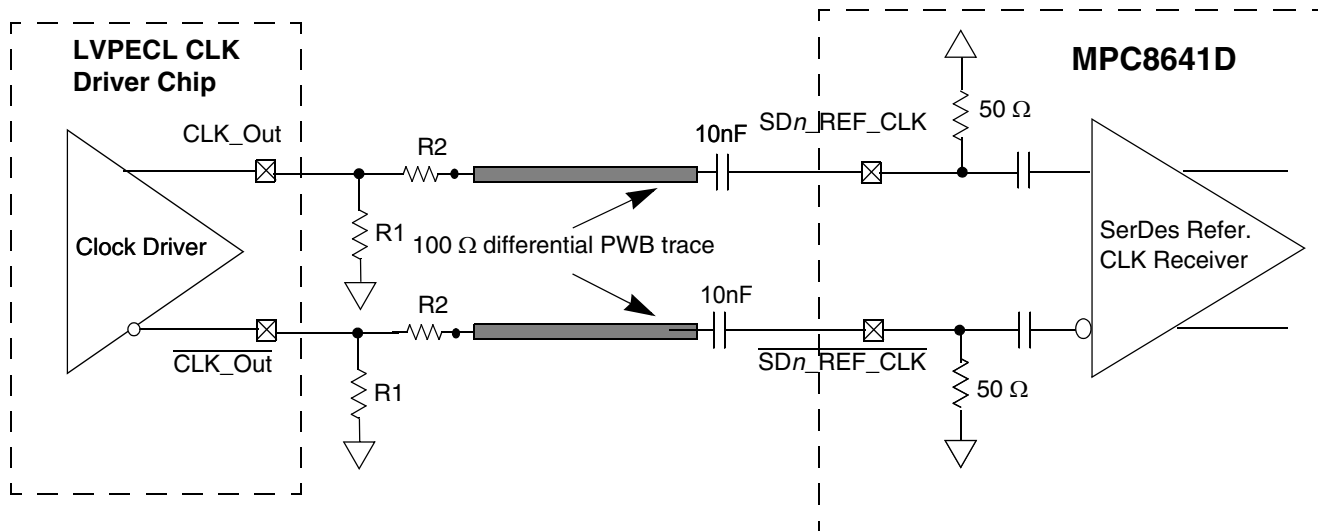 LVPECL CLK
Driver Chip
MPC8641D
CLK_Out
R2
10nF
SDn_REF_CLK
50 Ω
Clock Driver
R1
100 Ω differential PWB trace
SerDes Refer.
CLK Receiver
R2
10nF
CLK_Out
SDn_REF_CLK
R1
50 Ω